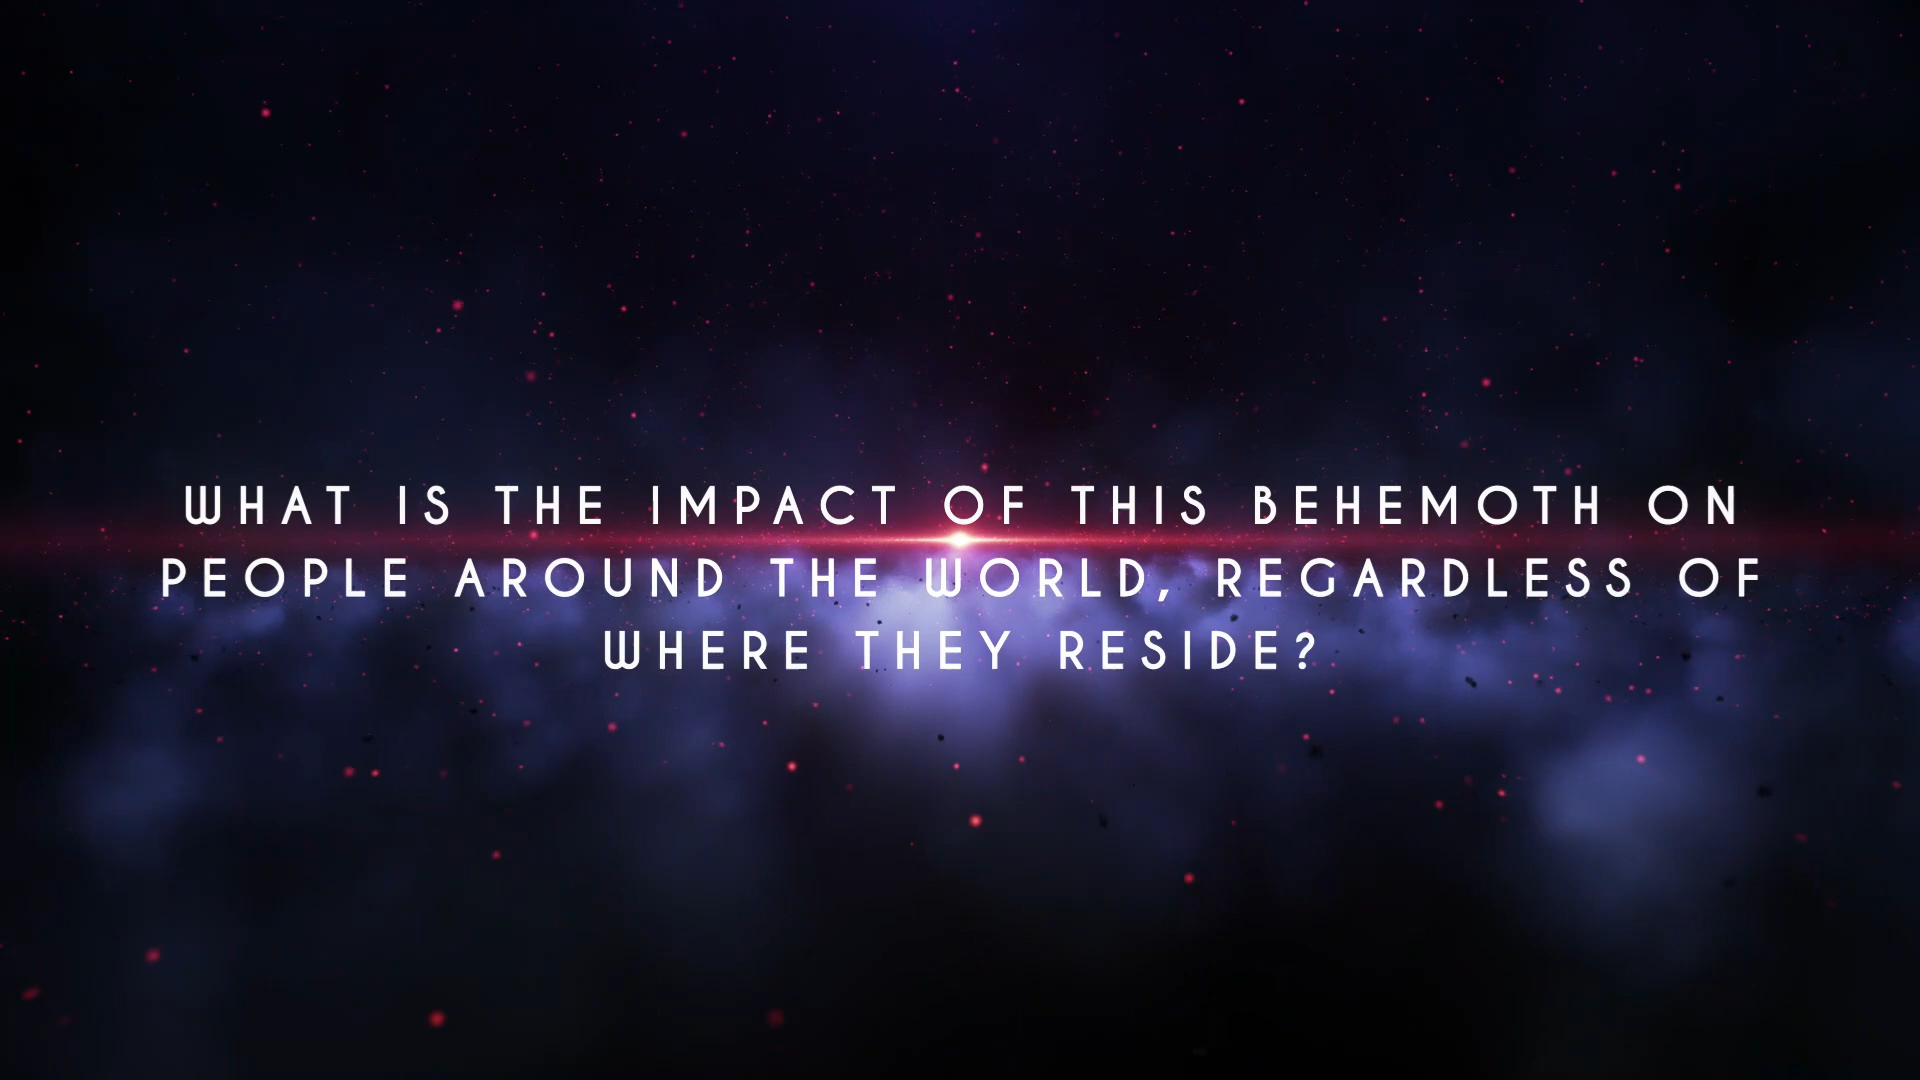 WHAT IS THE IMPACT OF THIS BEHEMOTH ON
PEOPLE AROUND THE WORLD, REGARDLESS OF
WHERE THEY RESIDE?